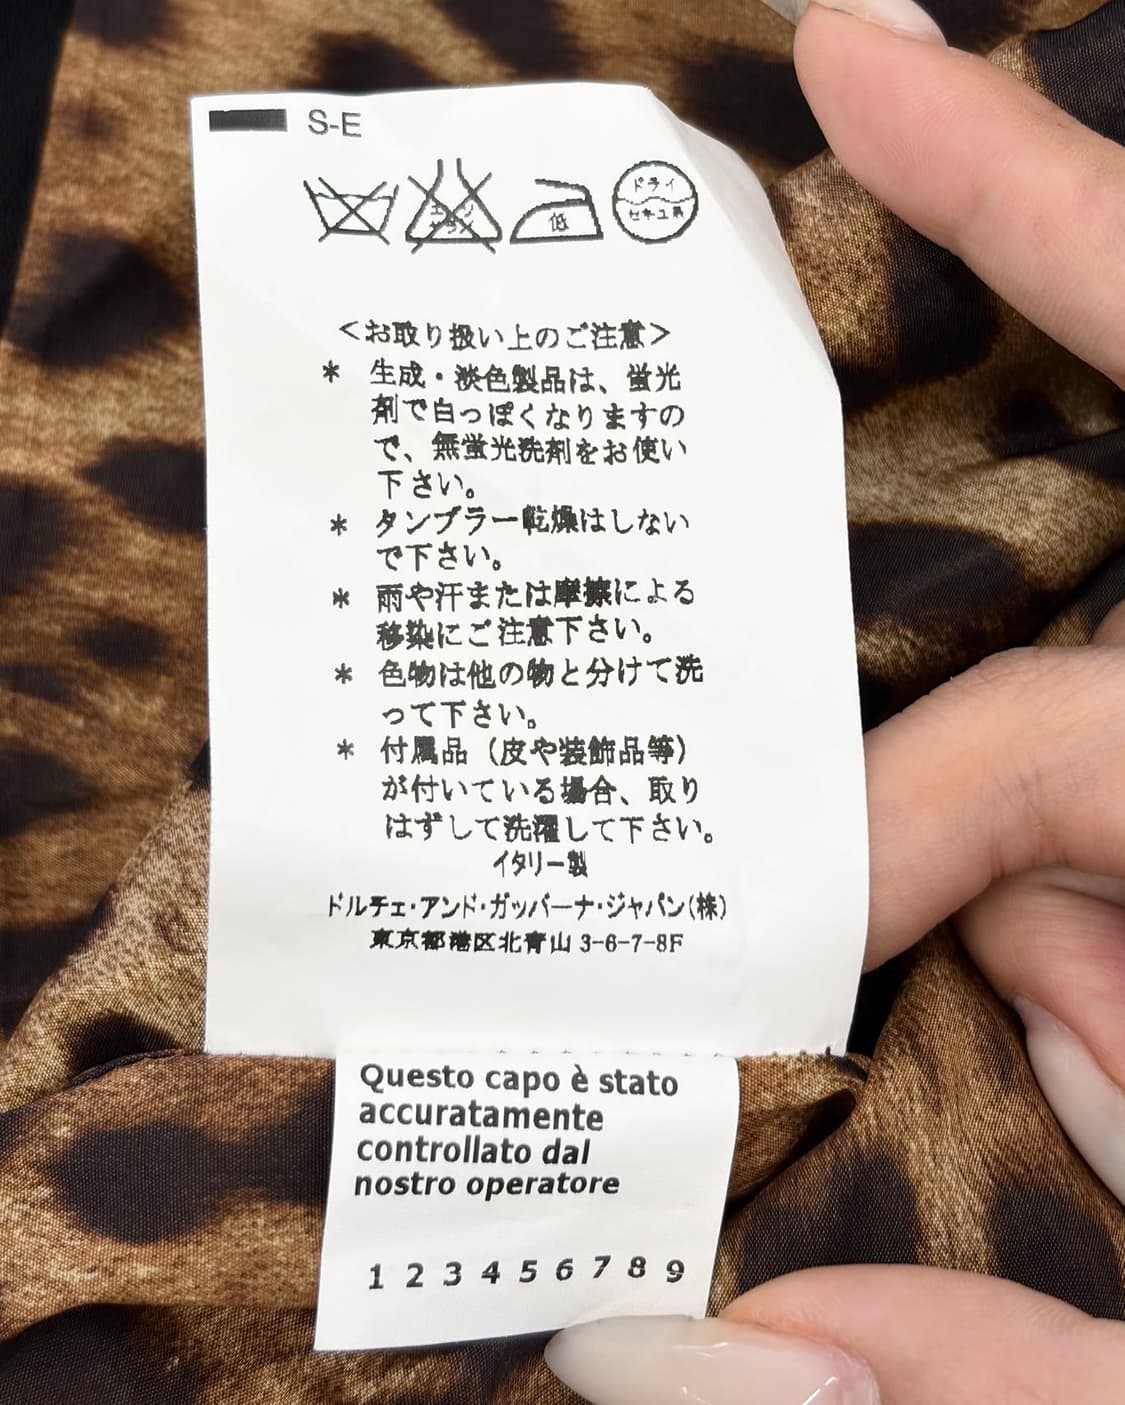 S-E
エンソ
サラシ
低
ドライ
セキユ系
<お取り扱い上のご注意>
* 生成・淡色製品は、蛍光
剤で白っぽくなりますの
で、無蛍光洗剤をお使い
下さい。
* タンブラー乾燥はしない
で下さい。
* 雨や汗または摩擦による
移染にご注意下さい。
* 色物は他の物と分けて洗
って下さい。
* 付属品（皮や装飾品等）
が付いている場合、取り
はずして洗濯して下さい。
イタリー製
ドルチェ・アンド・ガッバーナ・ジャパン(株)
東京都港区北青山 3-6-7-8F
Questo capo è stato
accuratamente
controllato dal
nostro operatore
1 2 3 4 5 6 7 8 9